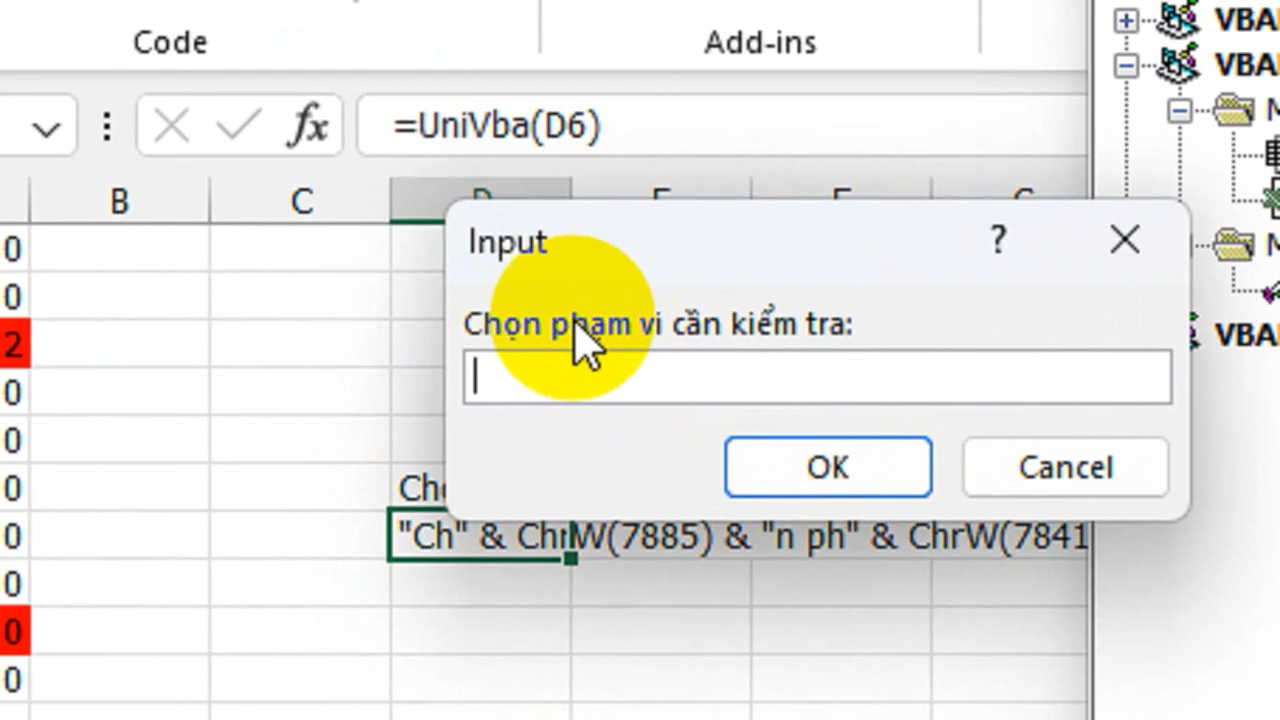 Code
Add-ins
VBA
VBA
=UniVba(D6)
B
C
D
0
0
2
0
0
0
0
0
0
0
Input
?
Chọn phạm vi cần kiểm tra:
OK
Cancel
VBA
"Ch" & ChrW(7885) & "n ph" & ChrW(7841